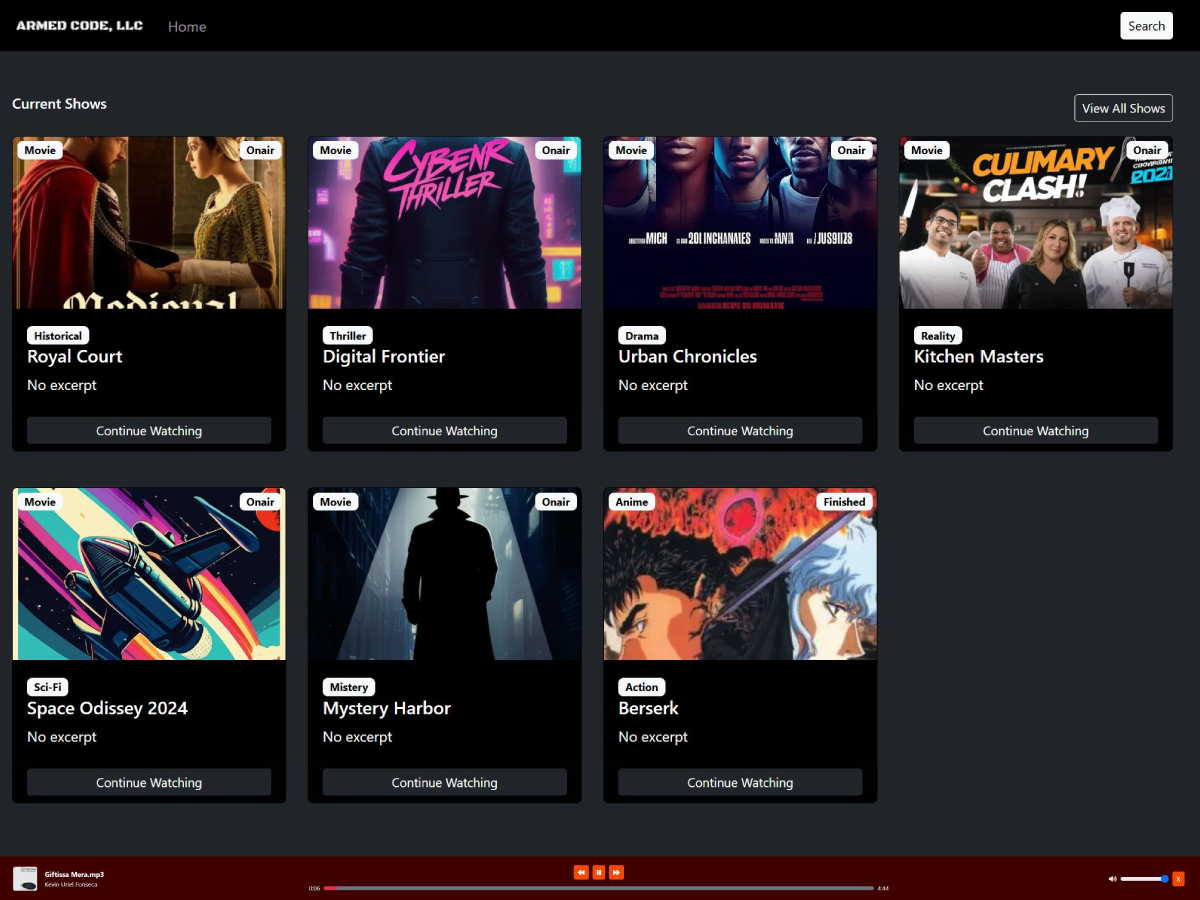 ARMED CODE, LLC Home Search
Current Shows View All Shows
Movie Onair
Medieval
Historical
Royal Court
No excerpt
Continue Watching
Movie Onair
CYBENR
THRILLER
Thriller
Digital Frontier
No excerpt
Continue Watching
Movie Onair
MICH 201 INCHANAIES
Drama
Urban Chronicles
No excerpt
Continue Watching
Movie Onair
CULIMARY
CLASH!
2021
Reality
Kitchen Masters
No excerpt
Continue Watching
Movie Onair
Sci-Fi
Space Odissey 2024
No excerpt
Continue Watching
Movie Onair
Mistery
Mystery Harbor
No excerpt
Continue Watching
Anime Finished
Action
Berserk
No excerpt
Continue Watching
Giftissa Mera.mp3
Kevin Uriel Fonseca
0:06 4:44
X